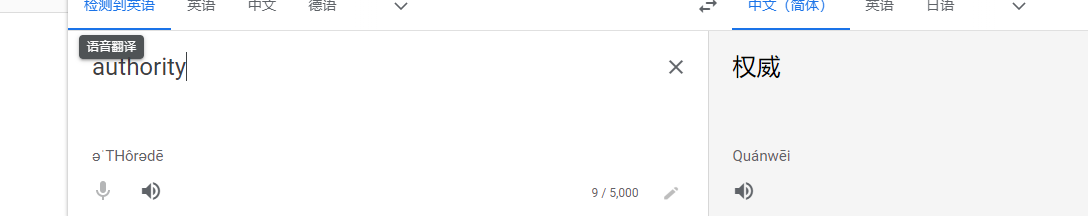 检测到英语 英语 中文 德语 中文（简体） 英语 日语
语音翻译
authority 权威
əˈTHôrədē Quánwēi
9 / 5,000